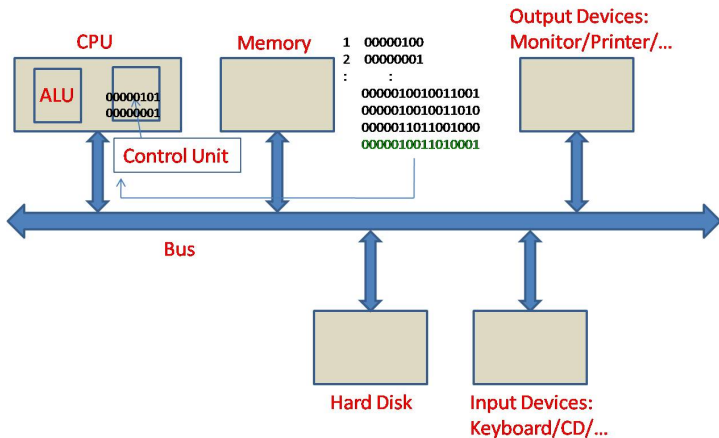 CPU
Memory
Output Devices:
Monitor/Printer/...
1 00000100
2 00000001
: :
0000010010011001
0000010010011010
0000011011001000
0000010011010001
ALU
00000101
00000001
Control Unit
Bus
Hard Disk
Input Devices:
Keyboard/CD/...